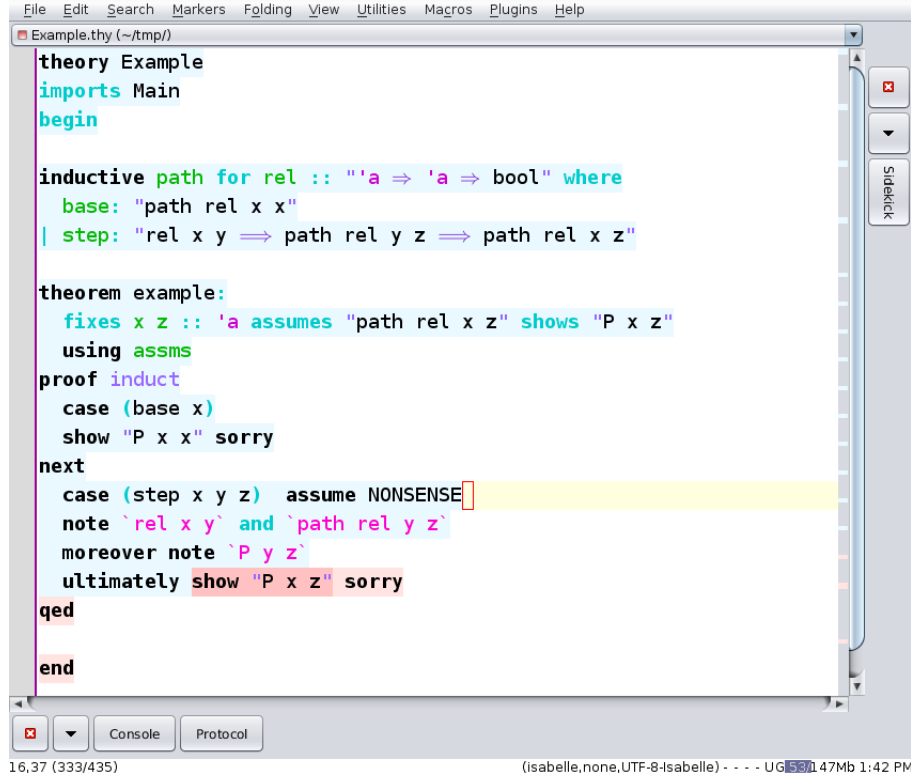 File Edit Search Markers Folding View Utilities Macros Plugins Help
Example.thy (~/tmp/)
theory Example
imports Main
begin
inductive path for rel :: "'a ⇒ 'a ⇒ bool" where
  base: "path rel x x"
| step: "rel x y ⟹ path rel y z ⟹ path rel x z"
theorem example:
  fixes x z :: 'a assumes "path rel x z" shows "P x z"
  using assms
proof induct
  case (base x)
  show "P x x" sorry
next
  case (step x y z)  assume NONSENSE
  note `rel x y` and `path rel y z`
  moreover note `P y z`
  ultimately show "P x z" sorry
qed
end
Sidekick
Console Protocol
16,37 (333/435) (isabelle,none,UTF-8-Isabelle) - - - - UG 53/147Mb 1:42 PM